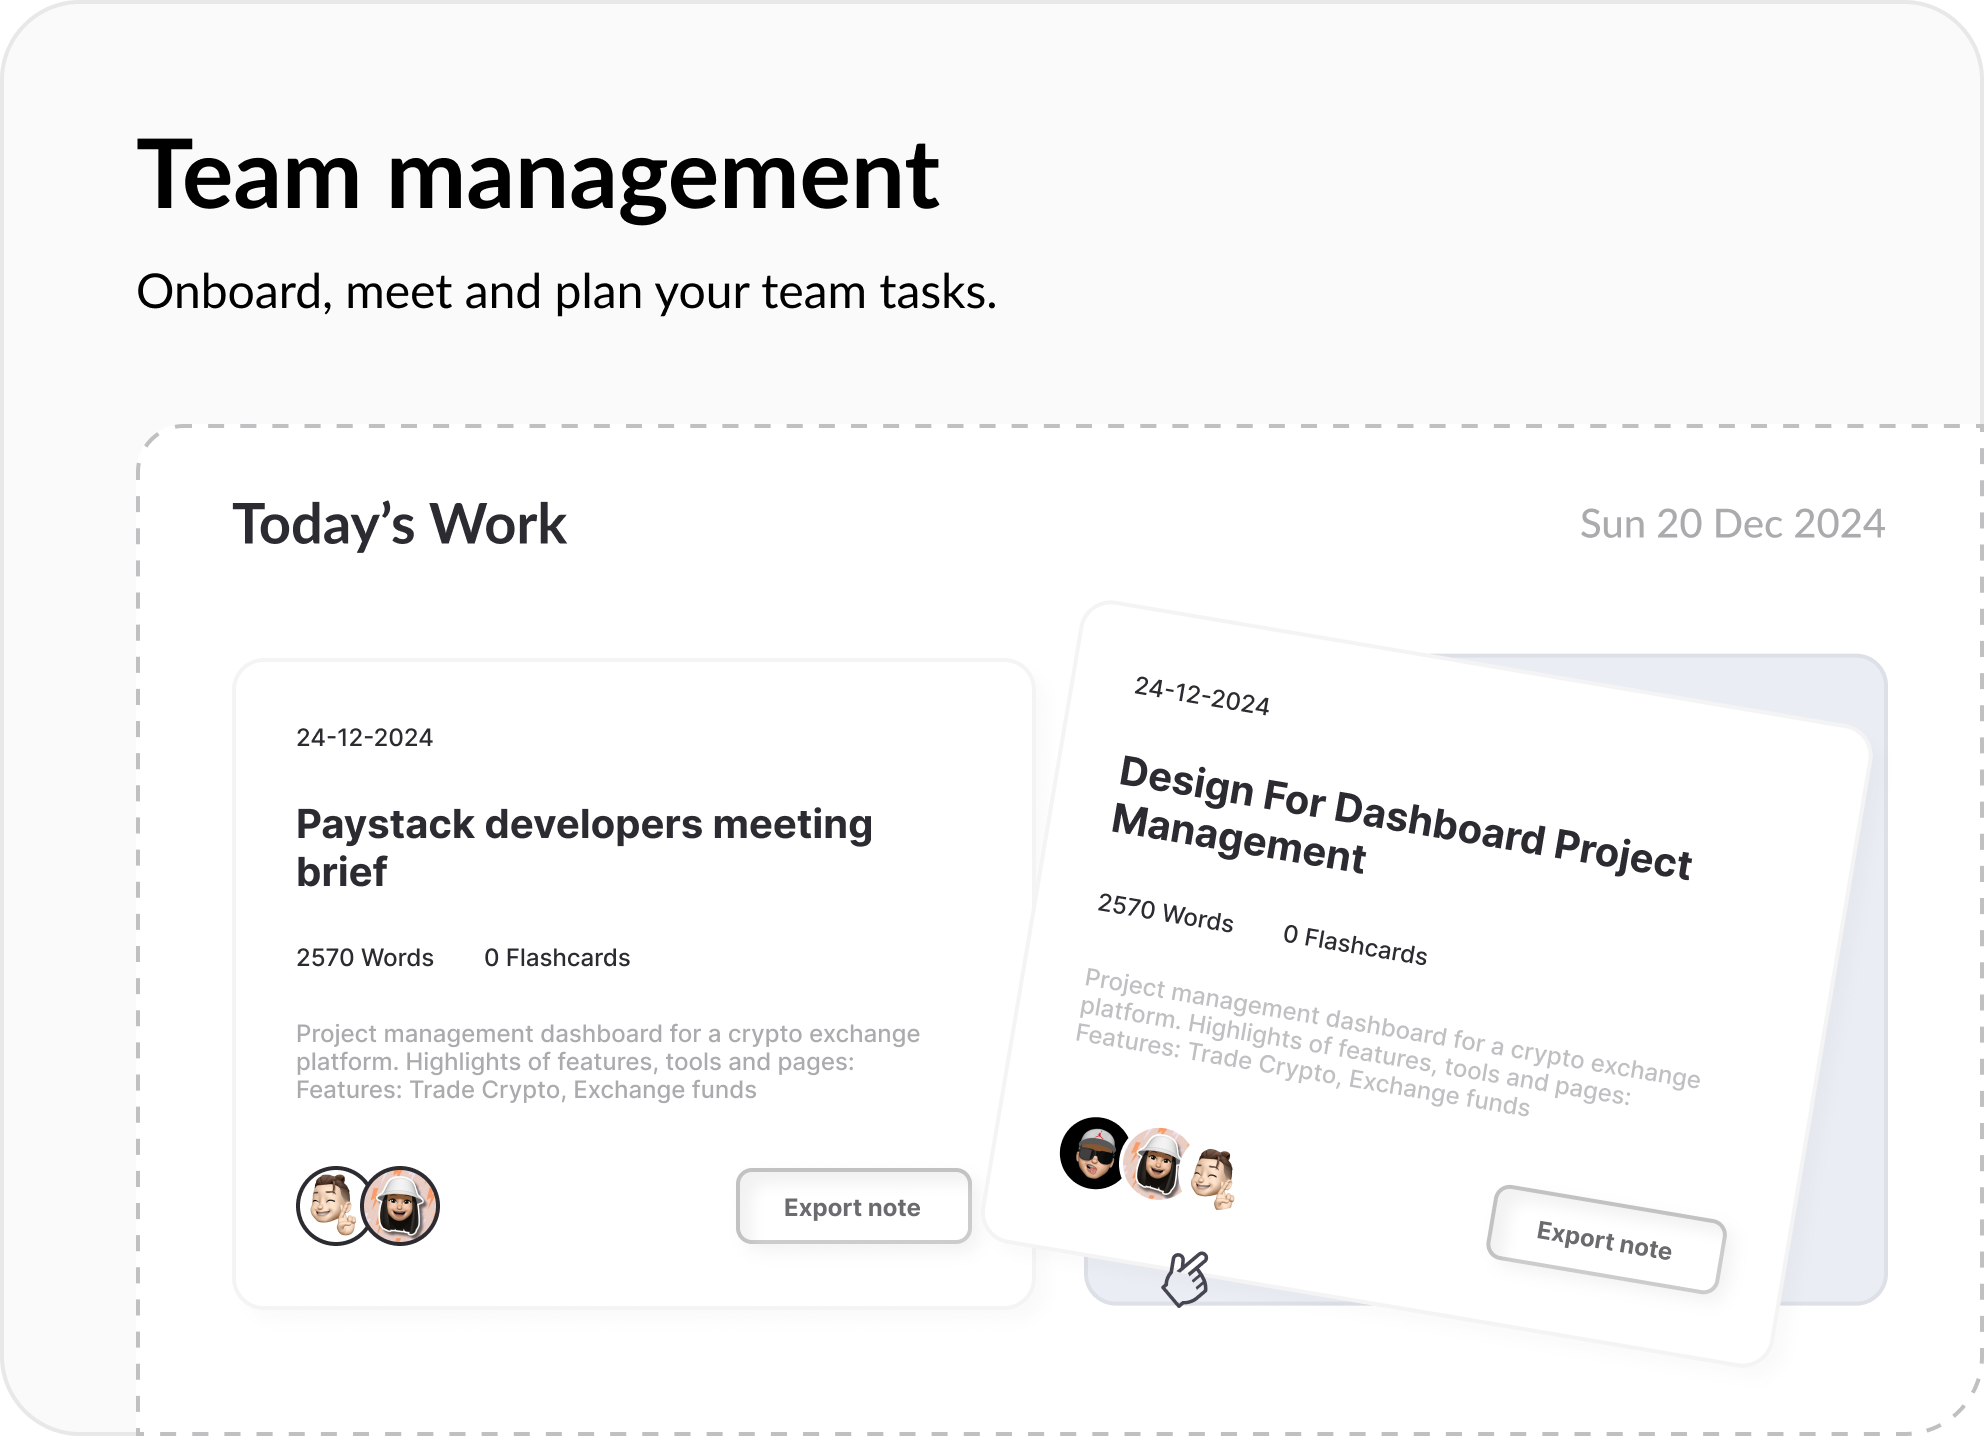 Team management
Onboard, meet and plan your team tasks.
Today’s Work
Sun 20 Dec 2024
24-12-2024
Paystack developers meeting
brief
2570 Words
0 Flashcards
Project management dashboard for a crypto exchange
platform. Highlights of features, tools and pages:
Features: Trade Crypto, Exchange funds
Export note
24-12-2024
Design For Dashboard Project
Management
2570 Words
0 Flashcards
Project management dashboard for a crypto exchange
platform. Highlights of features, tools and pages:
Features: Trade Crypto, Exchange funds
Export note